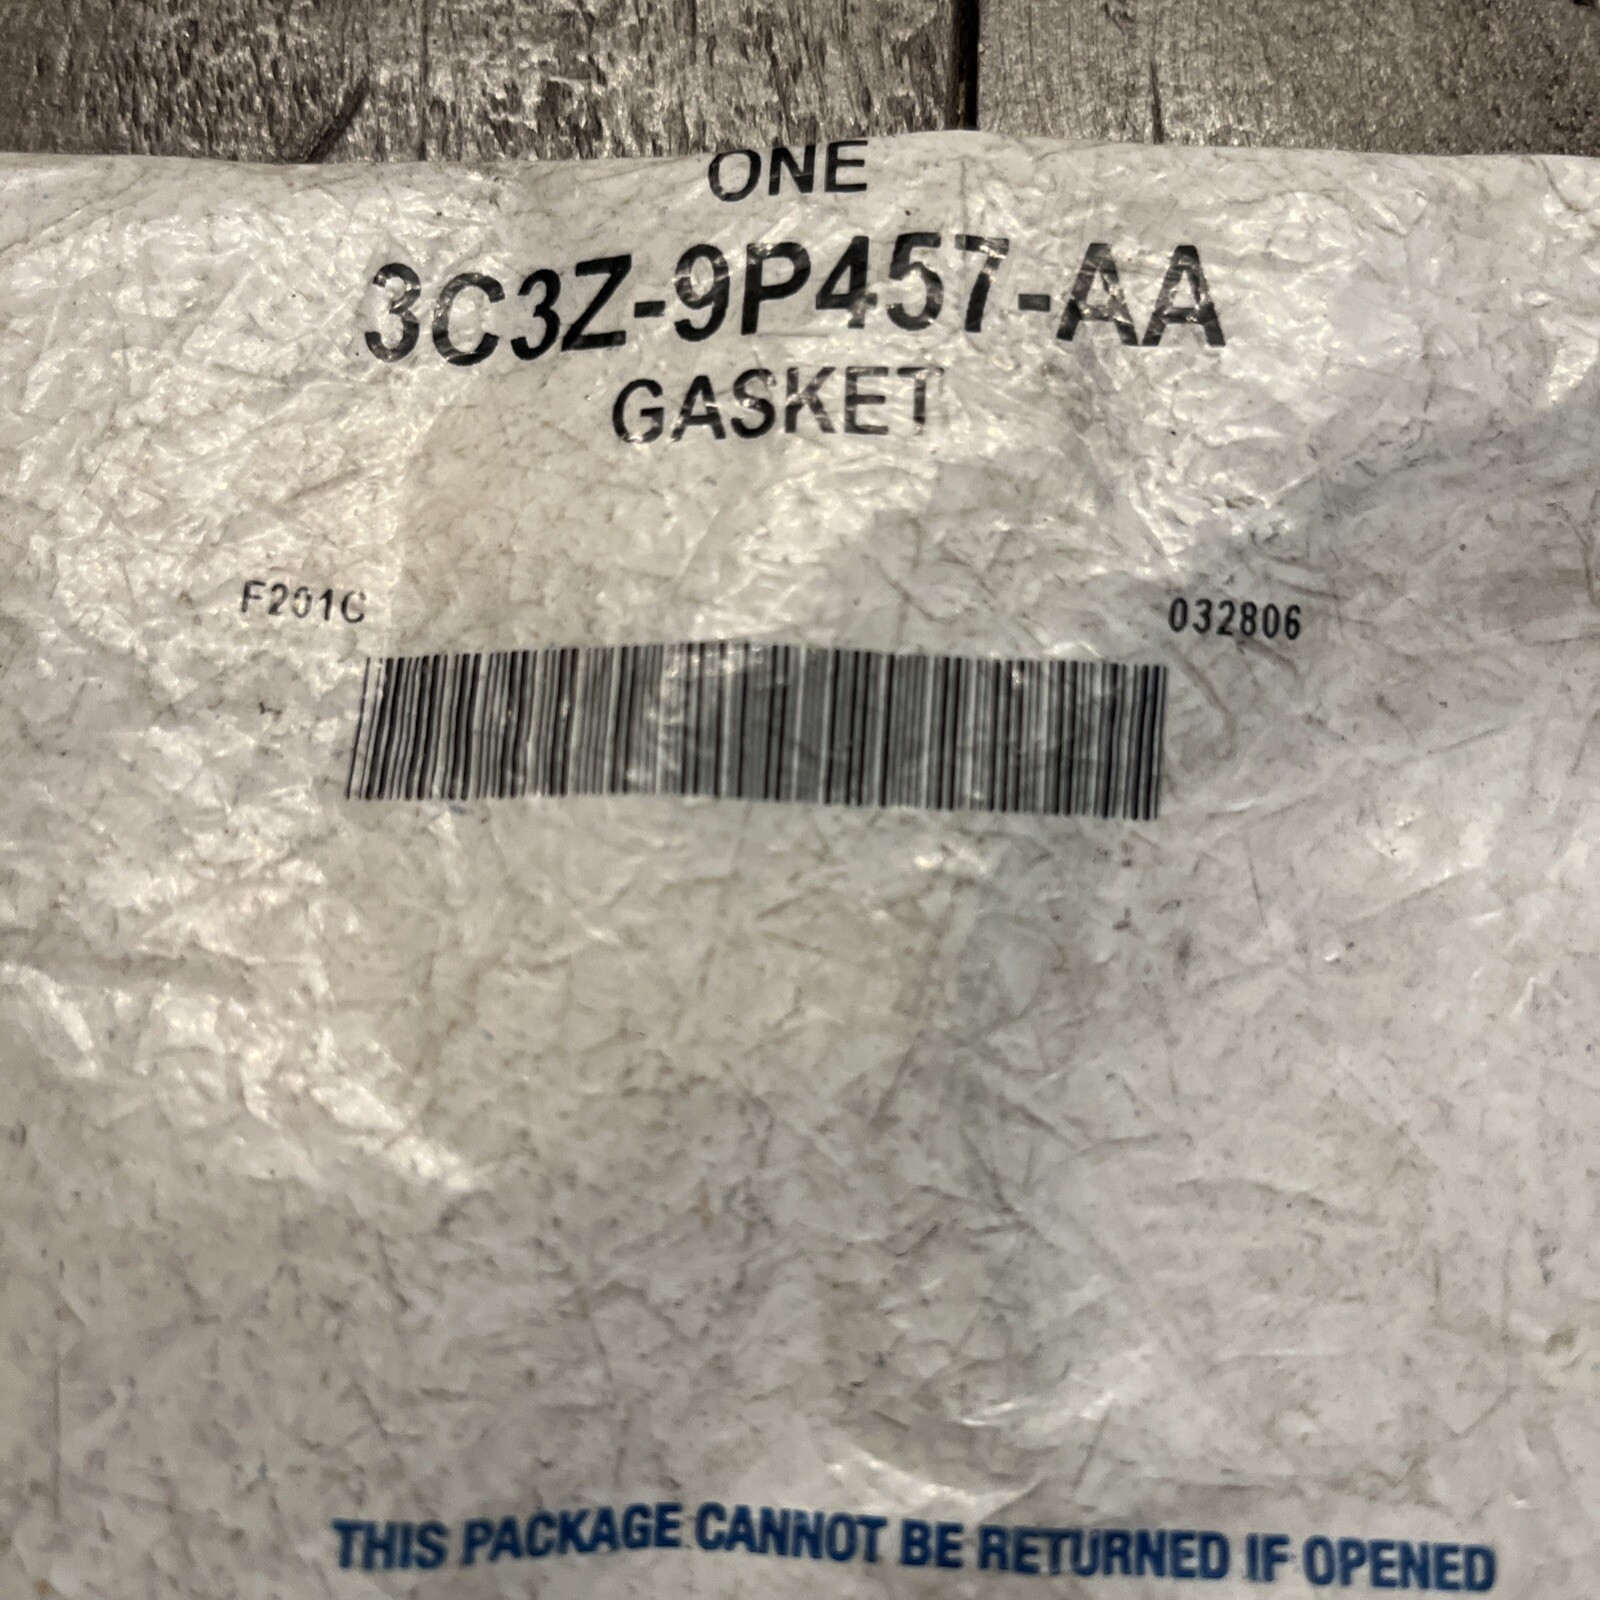 ONE
3C3Z-9P457-AA
GASKET
F201C
032806
THIS PACKAGE CANNOT BE RETURNED IF OPENED